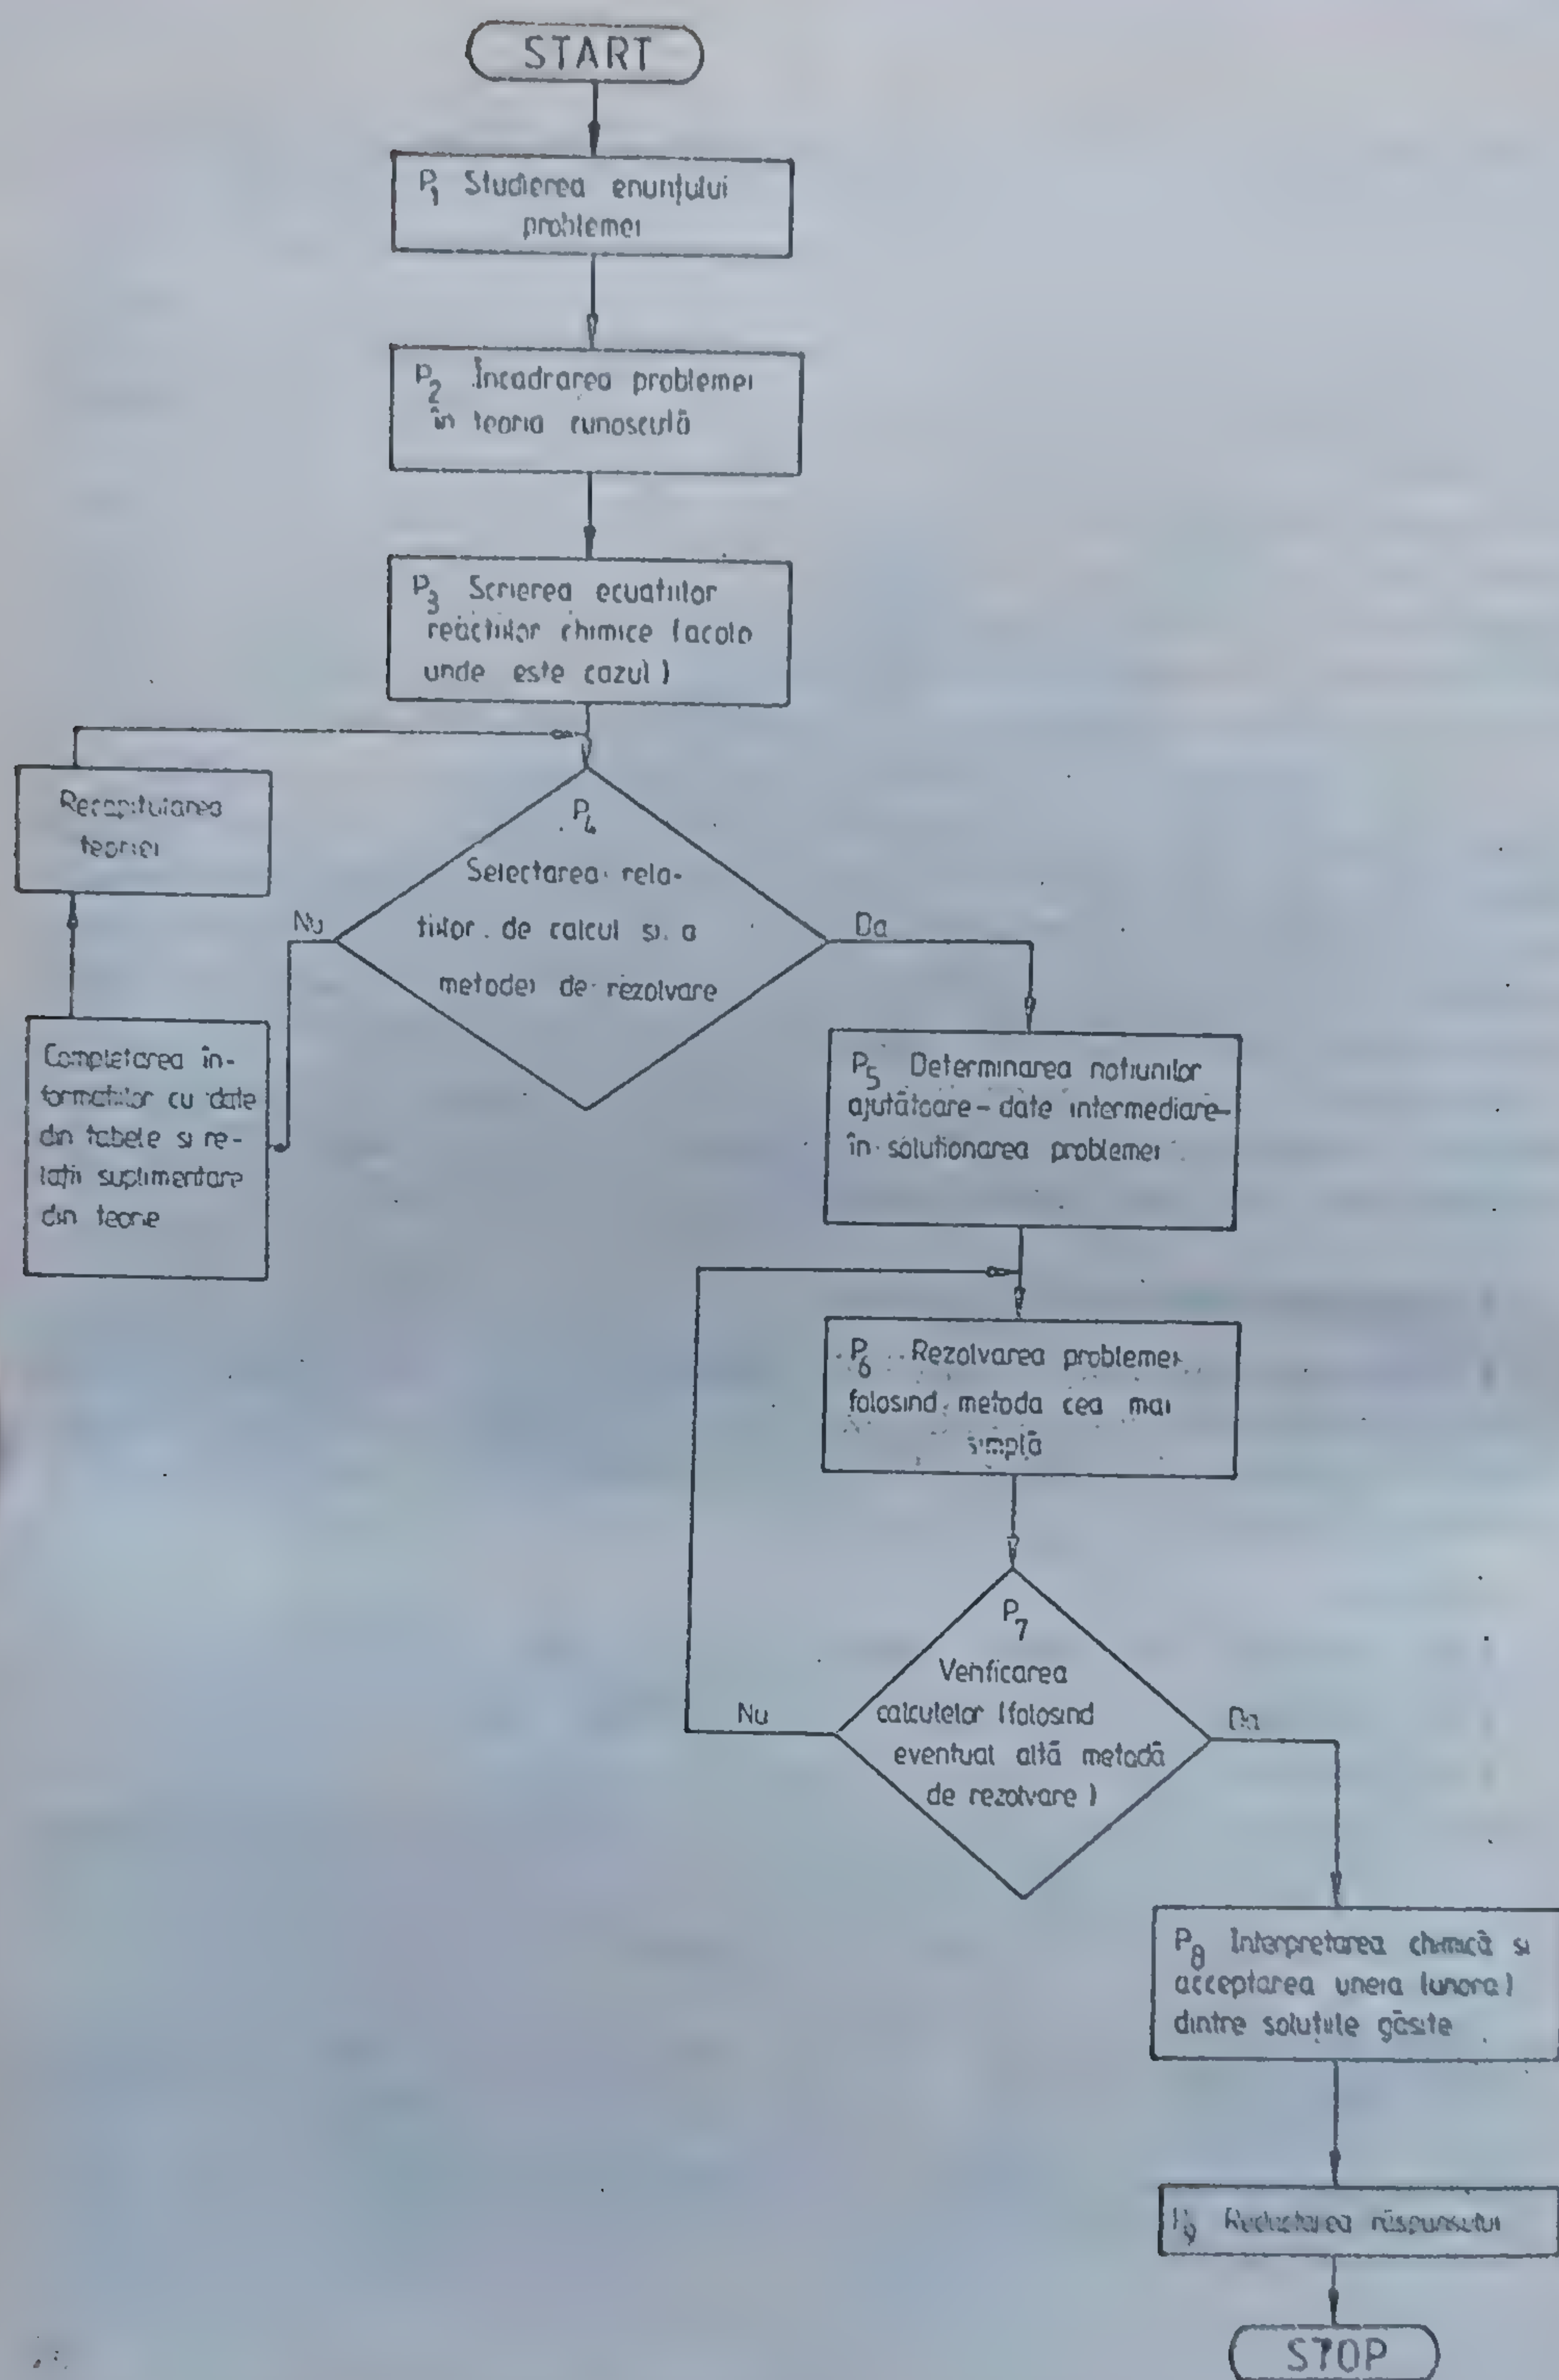 START
P1 Studierea enunțului
problemei
P2 Încadrarea problemei
în teoria cunoscută
P3 Scrierea ecuațiilor
reacțiilor chimice (acolo
unde este cazul)
Recapitularea
teoriei
P4
Selectarea rela-
țiilor de calcul și a
metodei de rezolvare
Nu
Da
Completarea in-
formațiilor cu date
din tabele și re-
lații suplimentare
din teorie
P5 Determinarea noțiunilor
ajutătoare - date intermediare -
în soluționarea problemei
P6 Rezolvarea problemei
folosind metoda cea mai
simplă
P7
Verificarea
calculelor (folosind
eventual altă metodă
de rezolvare)
Nu
Da
P8 Interpretarea chimică și
acceptarea uneia (unora)
dintre soluțiile găsite
P9 Redactarea răspunsului
STOP